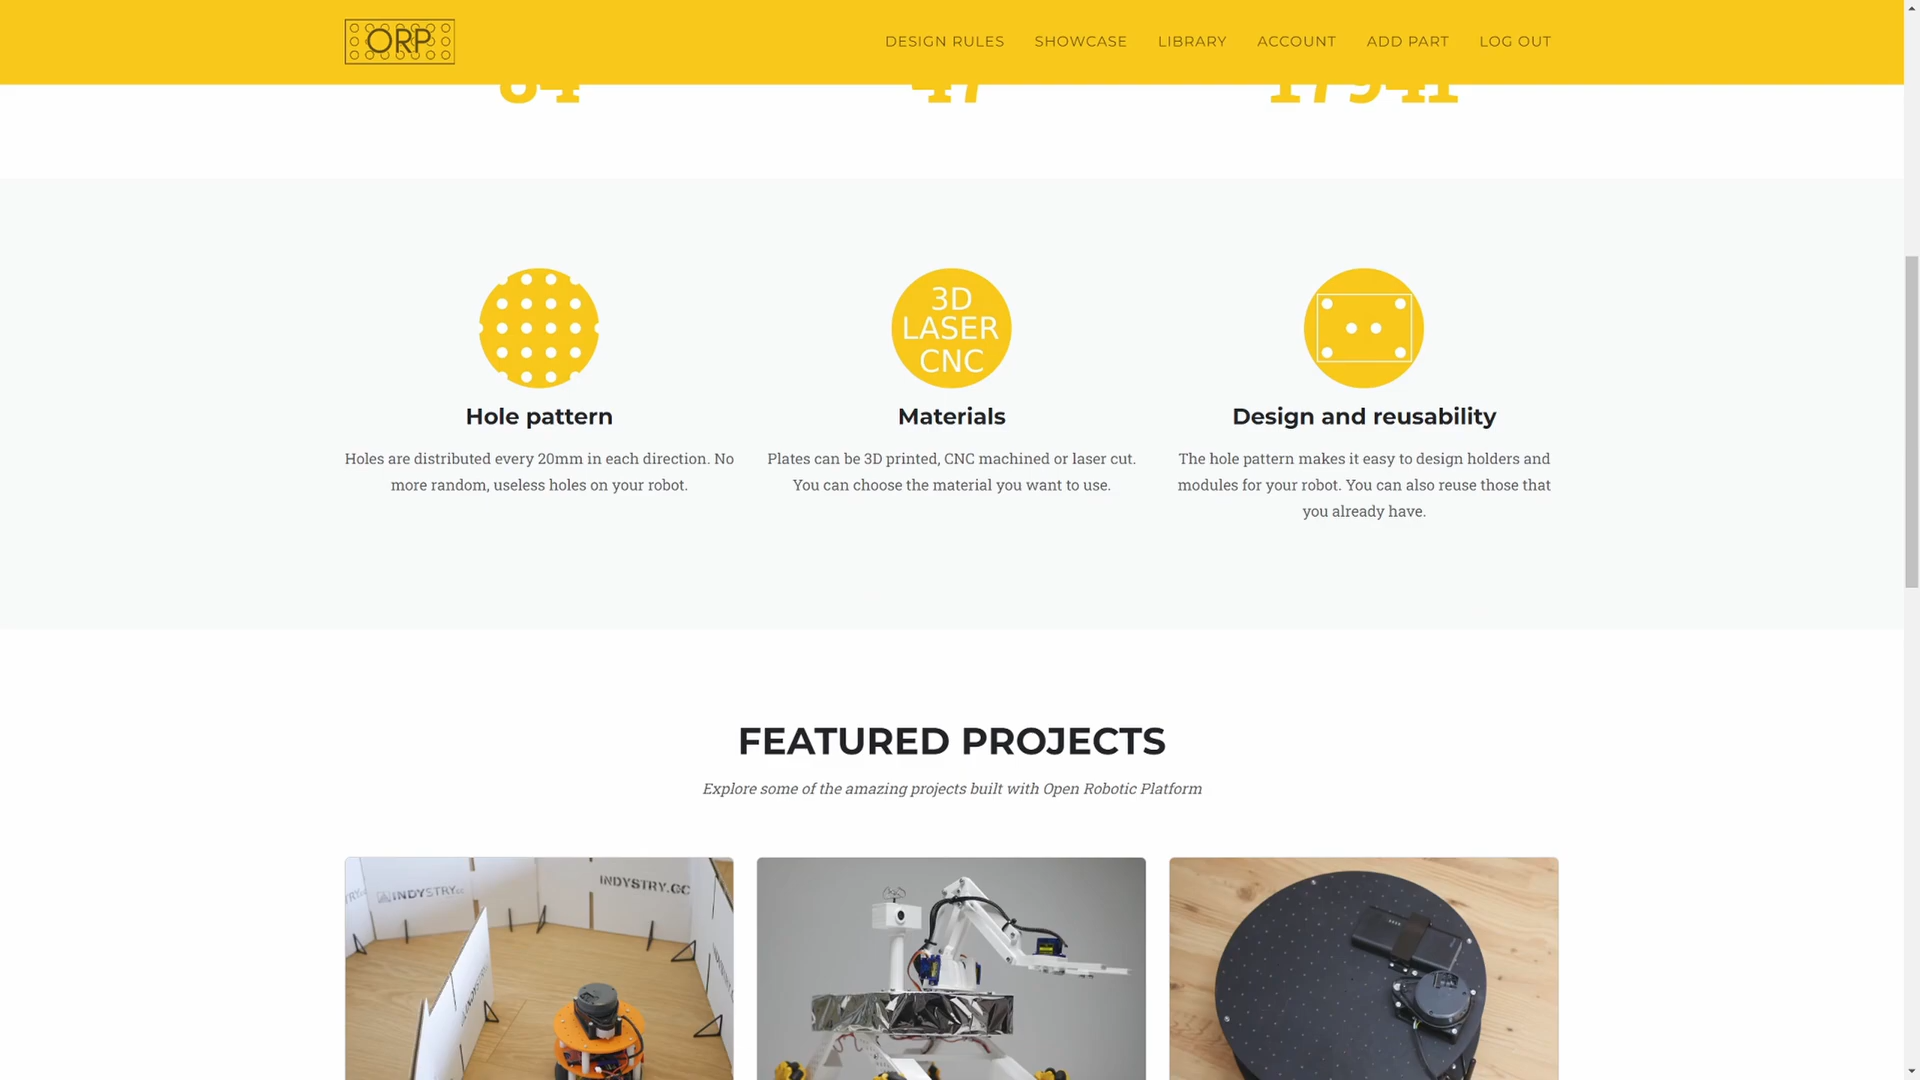 ORP
DESIGN RULES SHOWCASE LIBRARY ACCOUNT ADD PART LOG OUT
84 47 17941
3D
LASER
CNC
Hole pattern Materials Design and reusability
Holes are distributed every 20mm in each direction. No
more random, useless holes on your robot.
Plates can be 3D printed, CNC machined or laser cut.
You can choose the material you want to use.
The hole pattern makes it easy to design holders and
modules for your robot. You can also reuse those that
you already have.
FEATURED PROJECTS
Explore some of the amazing projects built with Open Robotic Platform
INDYSTRY.CC
INDYSTRY.CC